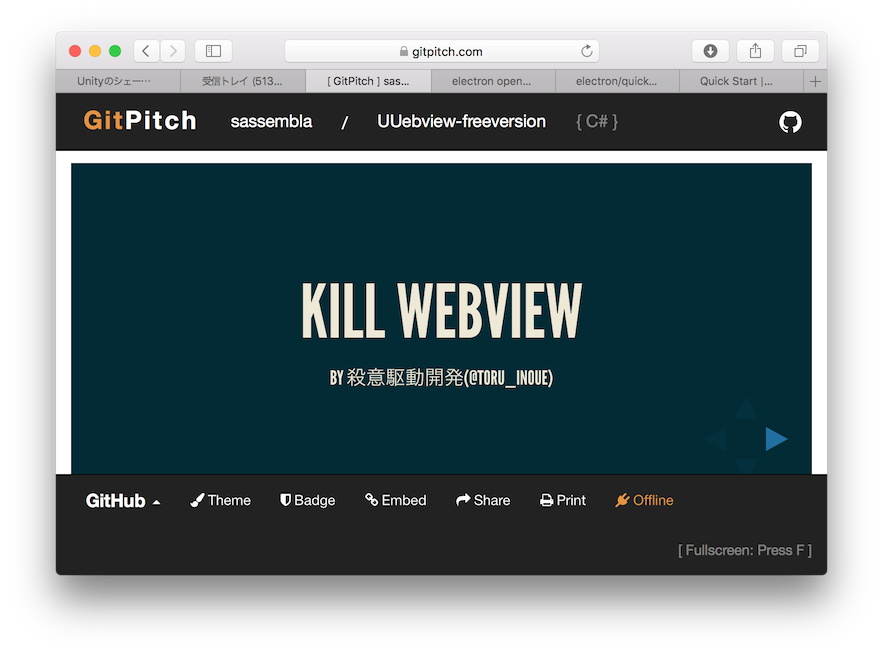 gitpitch.com
Unityのシェー…
受信トレイ (513...
[ GitPitch ] sas...
electron open...
electron/quick...
Quick Start |...
GitPitch
sassembla / UUebview-freeversion { C# }
KILL WEBVIEW
BY 殺意駆動開発(@TORU_INOUE)
GitHub
Theme
Badge
Embed
Share
Print
Offline
[ Fullscreen: Press F ]